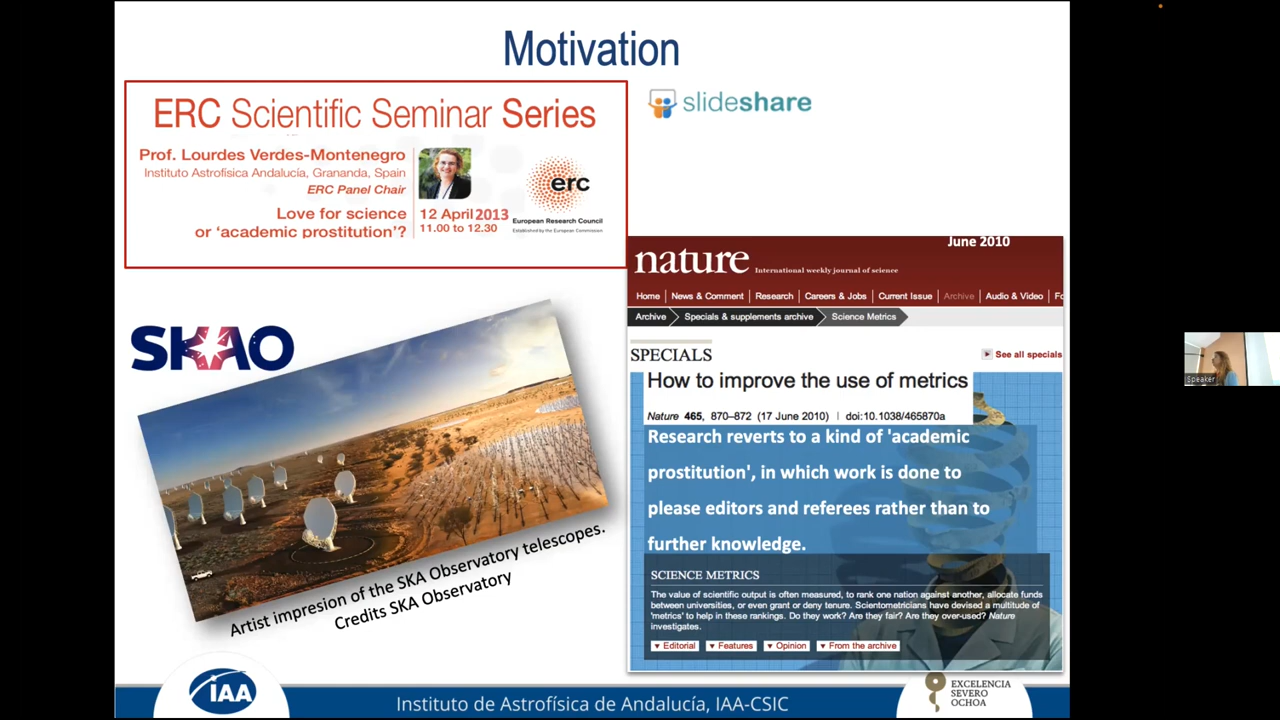 Motivation
ERC Scientific Seminar Series
Prof. Lourdes Verdes-Montenegro
Instituto Astrofísica Andalucía, Grananda, Spain
ERC Panel Chair
Love for science
or ‘academic prostitution’?
12 April 2013
11.00 to 12.30
erc
European Research Council
Established by the European Commission
slideshare
June 2010
nature International weekly journal of science
Home News & Comment Research Careers & Jobs Current Issue Archive Audio & Video Fo
Archive Specials & supplements archive Science Metrics
SPECIALS
See all specials
How to improve the use of metrics
Nature 465, 870–872 (17 June 2010) | doi:10.1038/465870a
Research reverts to a kind of 'academic
prostitution', in which work is done to
please editors and referees rather than to
further knowledge.
SCIENCE METRICS
The value of scientific output is often measured, to rank one nation against another, allocate funds
between universities, or even grant or deny tenure. Scientometricians have devised a multitude of
'metrics' to help in these rankings. Do they work? Are they fair? Are they over-used? Nature
investigates.
Editorial Features Opinion From the archive
SKAO
Artist impresion of the SKA Observatory telescopes.
Credits SKA Observatory
IAA
Instituto de Astrofísica de Andalucía, IAA-CSIC
EXCELENCIA
SEVERO
OCHOA
Speaker